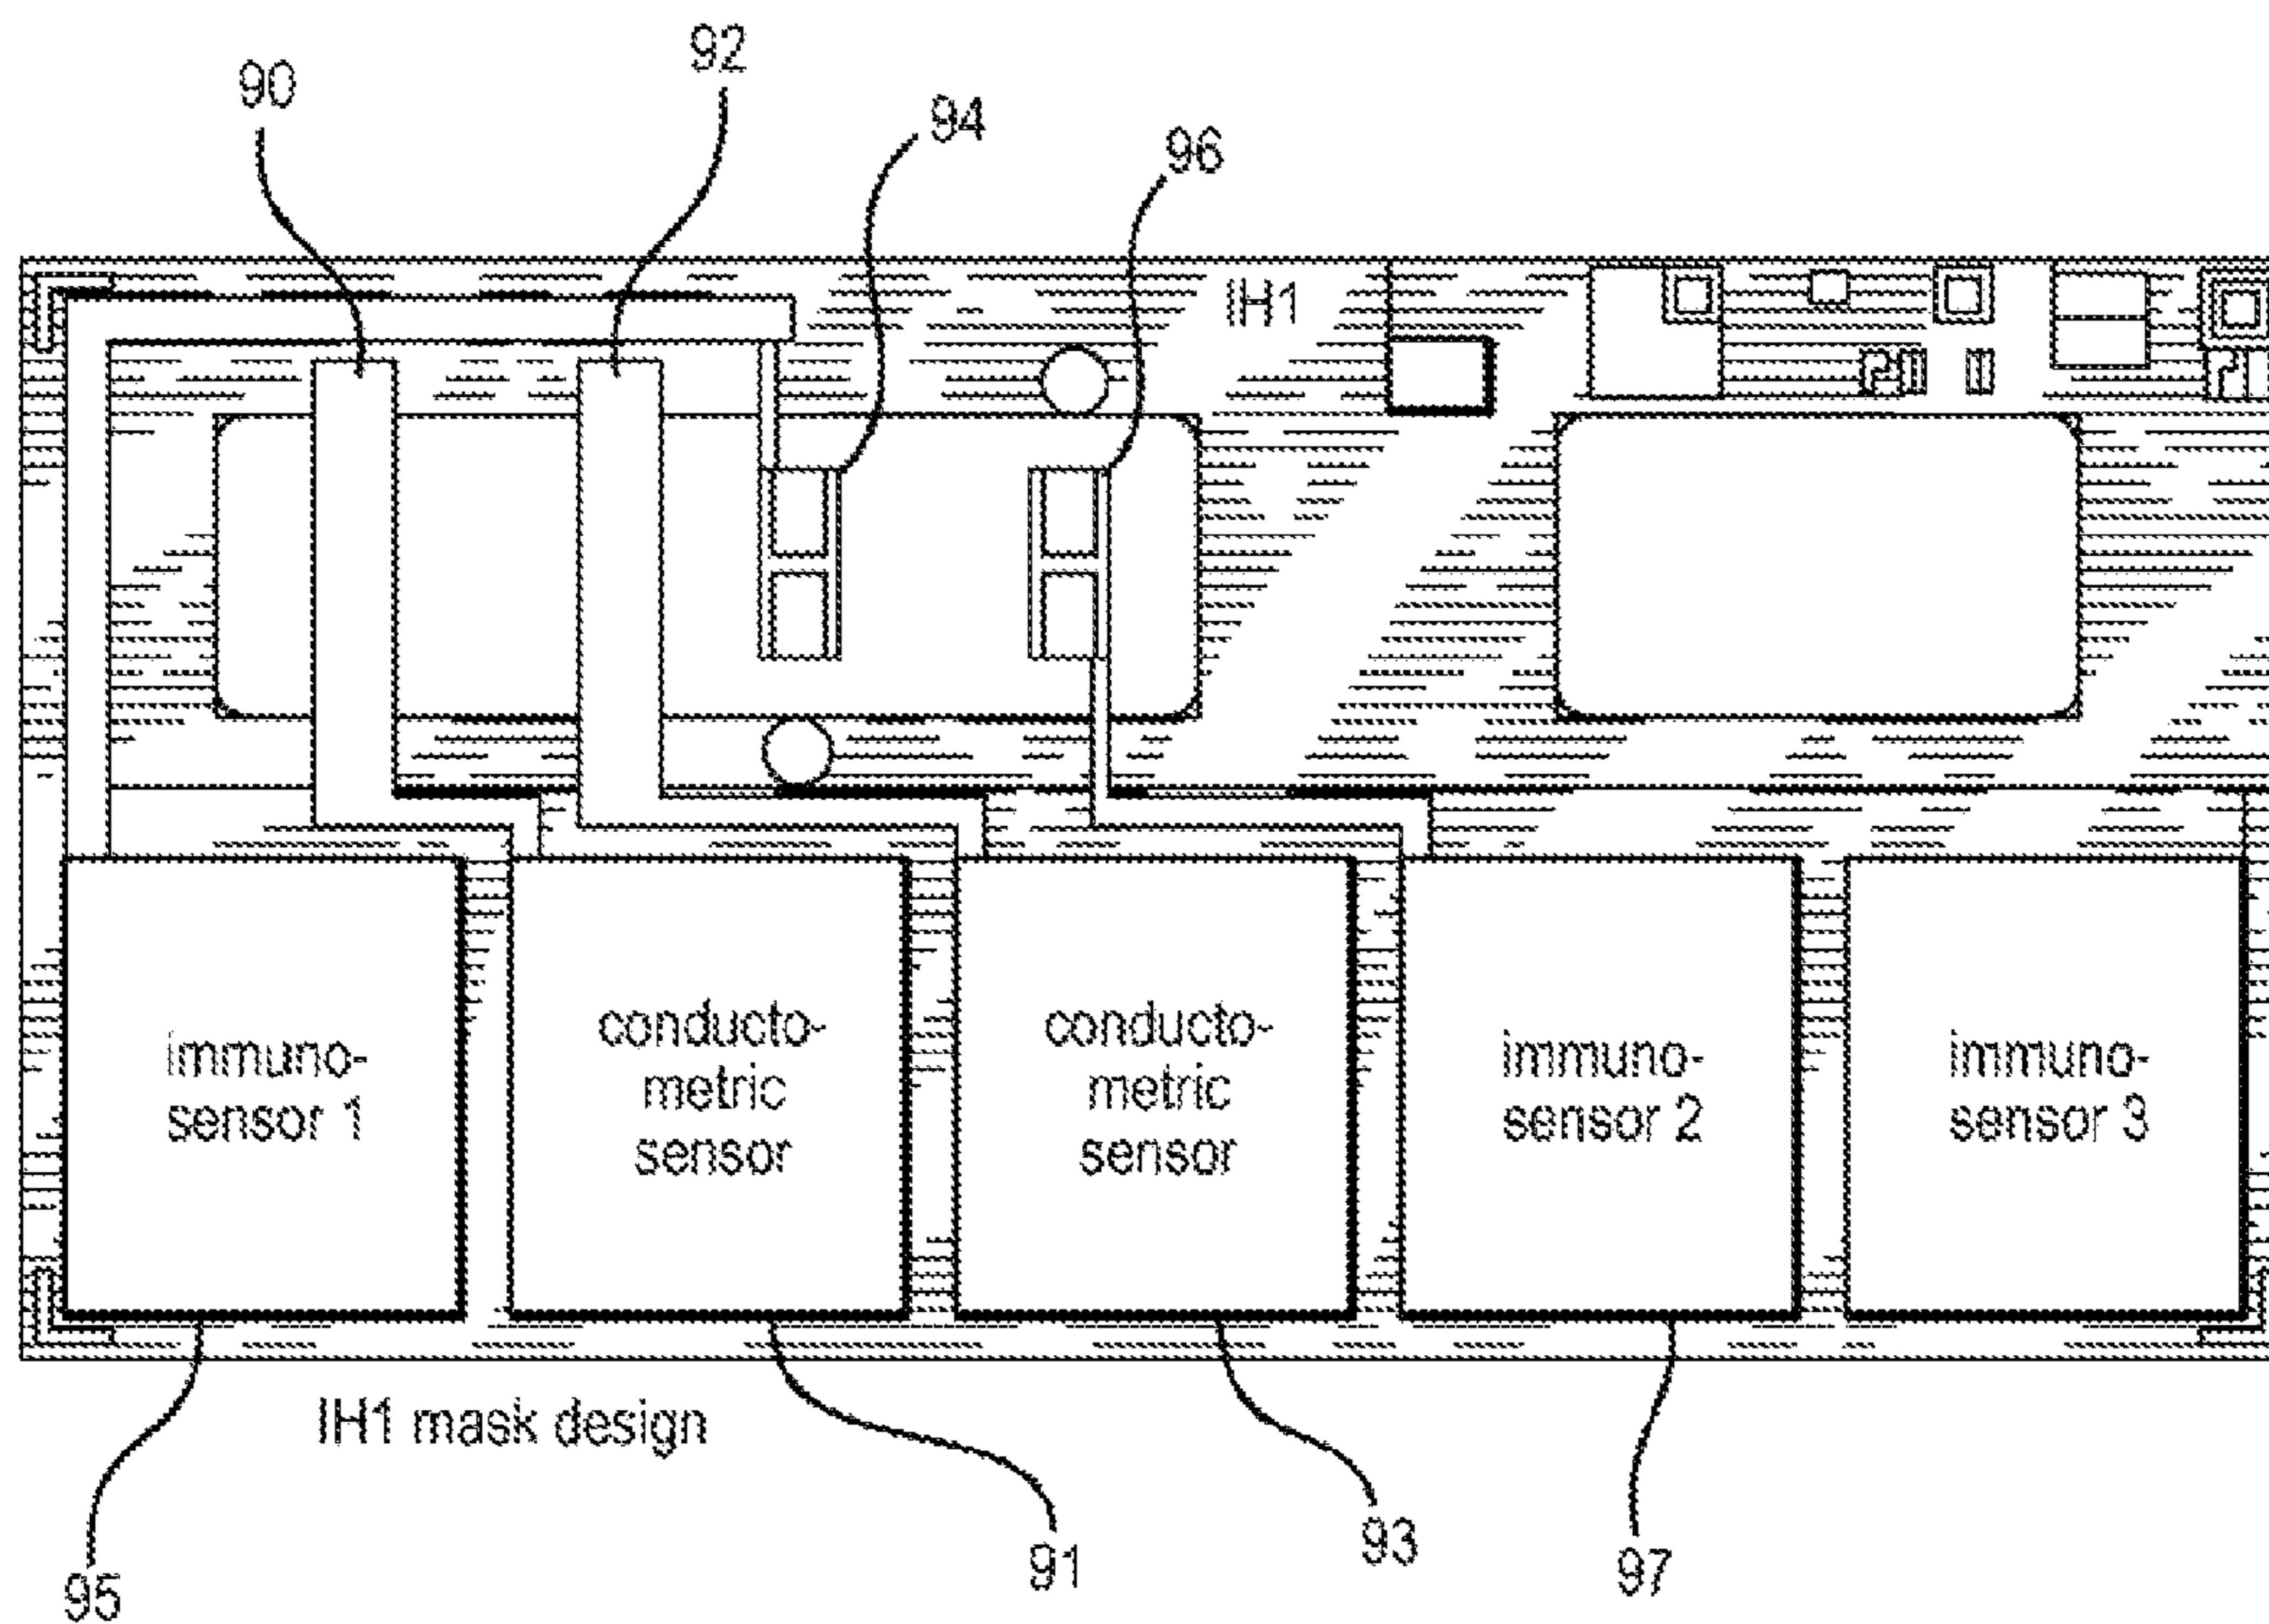 90
92
94
96
IH1
immuno-
sensor 1
conducto-
metric
sensor
conducto-
metric
sensor
immuno-
sensor 2
immuno-
sensor 3
IH1 mask design
95
91
93
97